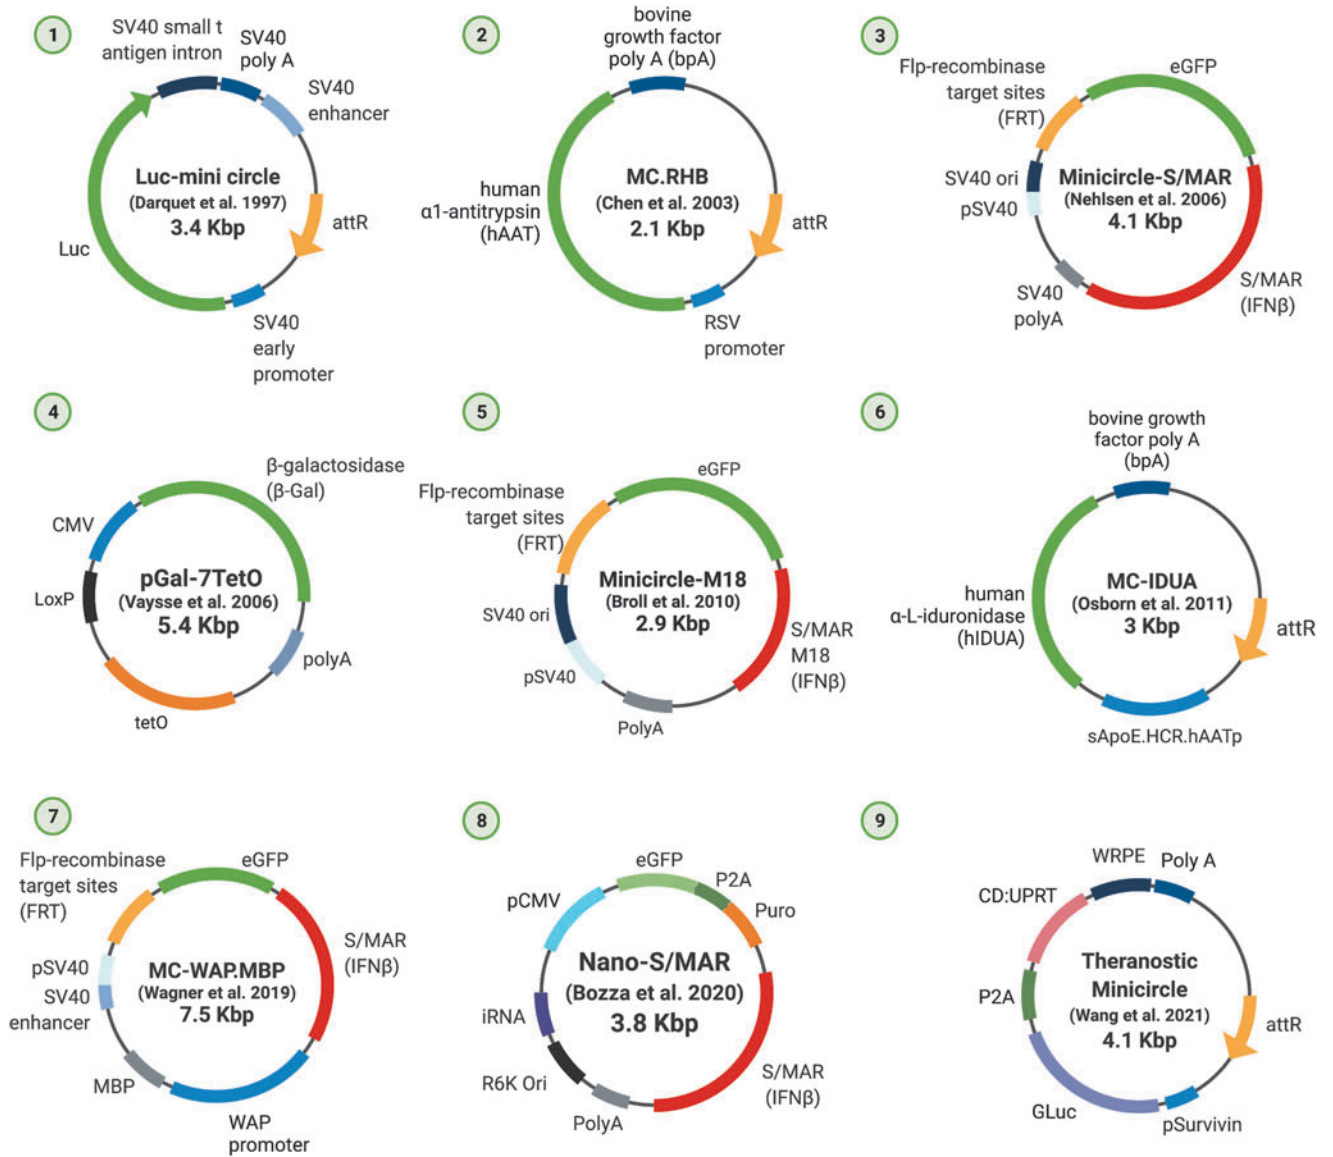 1
SV40 small t
antigen intron
SV40
poly A
SV40
enhancer
Luc-mini circle
(Darquet et al. 1997)
3.4 Kbp
attR
Luc
SV40
early
promoter
2
bovine
growth factor
poly A (bpA)
human
α1-antitrypsin
(hAAT)
MC.RHB
(Chen et al. 2003)
2.1 Kbp
attR
RSV
promoter
3
Flp-recombinase
target sites
(FRT)
eGFP
SV40 ori
pSV40
Minicircle-S/MAR
(Nehlsen et al. 2006)
4.1 Kbp
SV40
polyA
S/MAR
(IFNβ)
4
β-galactosidase
(β-Gal)
CMV
LoxP
pGal-7TetO
(Vaysse et al. 2006)
5.4 Kbp
polyA
tetO
5
eGFP
Flp-recombinase
target sites
(FRT)
SV40 ori
pSV40
Minicircle-M18
(Broll et al. 2010)
2.9 Kbp
S/MAR
M18
(IFNβ)
PolyA
6
bovine growth
factor poly A
(bpA)
human
α-L-iduronidase
(hIDUA)
MC-IDUA
(Osborn et al. 2011)
3 Kbp
attR
sApoE.HCR.hAATp
7
Flp-recombinase
target sites
(FRT)
eGFP
pSV40
SV40
enhancer
MC-WAP.MBP
(Wagner et al. 2019)
7.5 Kbp
S/MAR
(IFNβ)
MBP
WAP
promoter
8
eGFP
P2A
Puro
pCMV
Nano-S/MAR
(Bozza et al. 2020)
3.8 Kbp
iRNA
R6K Ori
PolyA
S/MAR
(IFNβ)
9
WRPE
Poly A
CD:UPRT
P2A
Theranostic
Minicircle
(Wang et al. 2021)
4.1 Kbp
attR
GLuc
pSurvivin